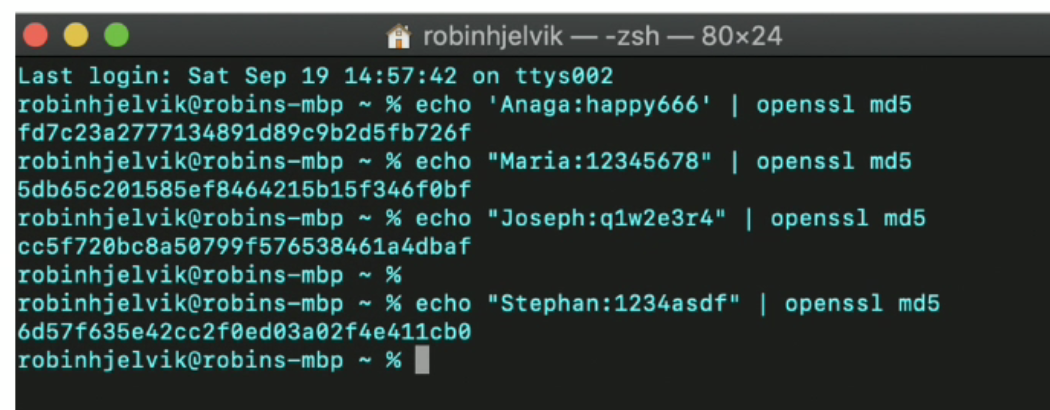 robinhjelvik — -zsh — 80×24
Last login: Sat Sep 19 14:57:42 on ttys002
robinhjelvik@robins-mbp ~ % echo 'Anaga:happy666' | openssl md5
fd7c23a2777134891d89c9b2d5fb726f
robinhjelvik@robins-mbp ~ % echo "Maria:12345678" | openssl md5
5db65c201585ef8464215b15f346f0bf
robinhjelvik@robins-mbp ~ % echo "Joseph:q1w2e3r4" | openssl md5
cc5f720bc8a50799f576538461a4dbaf
robinhjelvik@robins-mbp ~ %
robinhjelvik@robins-mbp ~ % echo "Stephan:1234asdf" | openssl md5
6d57f635e42cc2f0ed03a02f4e411cb0
robinhjelvik@robins-mbp ~ %